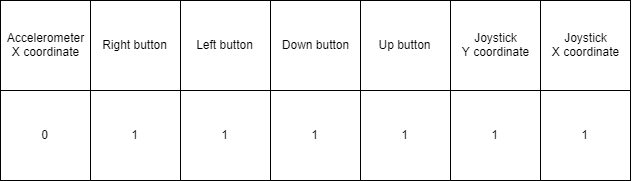 Accelerometer
X coordinate
Right button
Left button
Down button
Up button
Joystick
Y coordinate
Joystick
X coordinate
0
1
1
1
1
1
1